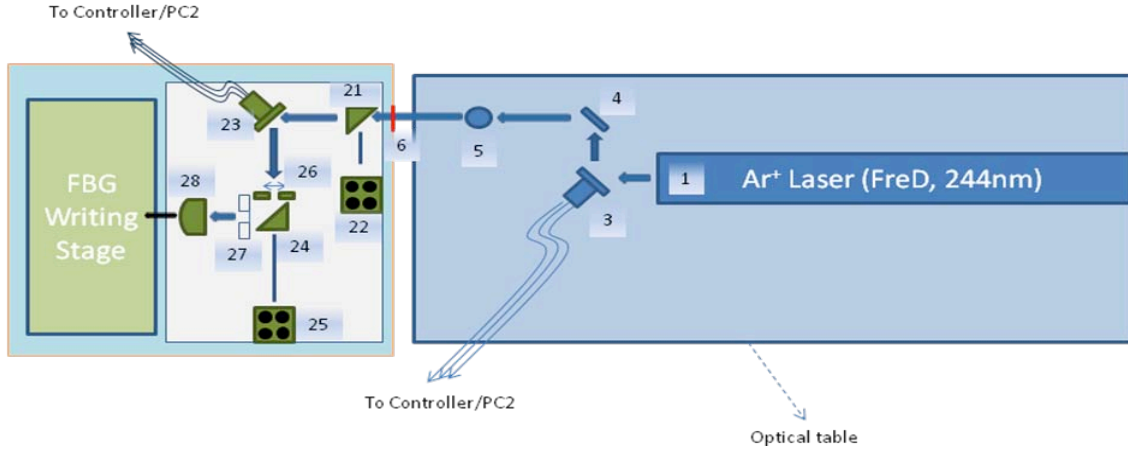 To Controller/PC2
21
4
23
6
5
26
28
FBG
Writing
Stage
1
Ar⁺ Laser (FreD, 244nm)
3
22
24
27
25
To Controller/PC2
Optical table